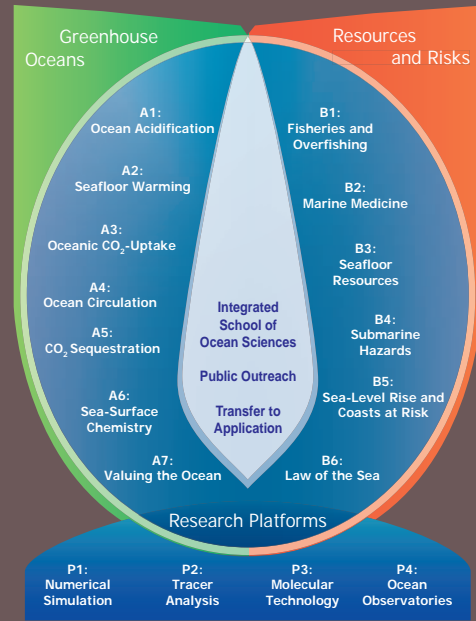 Greenhouse
Oceans
Resources
and Risks
A1:
Ocean Acidification
A2:
Seafloor Warming
A3:
Oceanic CO₂-Uptake
A4:
Ocean Circulation
A5:
CO₂ Sequestration
A6:
Sea-Surface
Chemistry
A7:
Valuing the Ocean
Integrated
School of
Ocean Sciences
Public Outreach
Transfer to
Application
B1:
Fisheries and
Overfishing
B2:
Marine Medicine
B3:
Seafloor
Resources
B4:
Submarine
Hazards
B5:
Sea-Level Rise and
Coasts at Risk
B6:
Law of the Sea
Research Platforms
P1:
Numerical
Simulation
P2:
Tracer
Analysis
P3:
Molecular
Technology
P4:
Ocean
Observatories